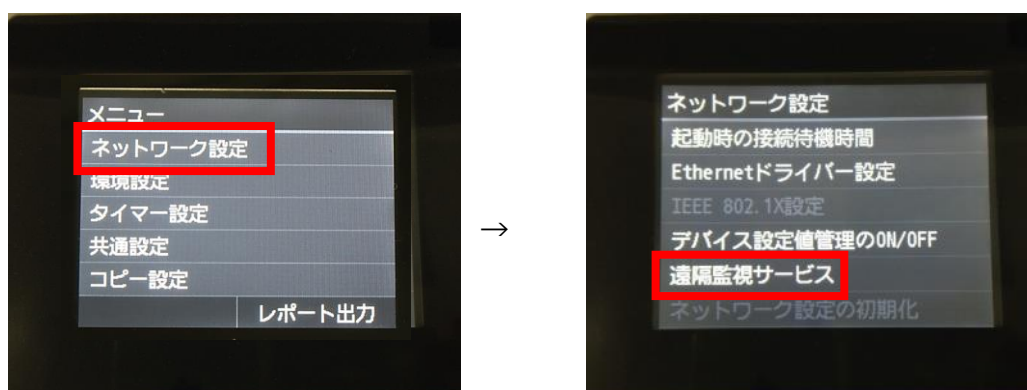 メニュー
ネットワーク設定
環境設定
タイマー設定
共通設定
コピー設定
レポート出力
→
ネットワーク設定
起動時の接続待機時間
Ethernetドライバー設定
IEEE 802.1X設定
デバイス設定値管理のON/OFF
遠隔監視サービス
ネットワーク設定の初期化